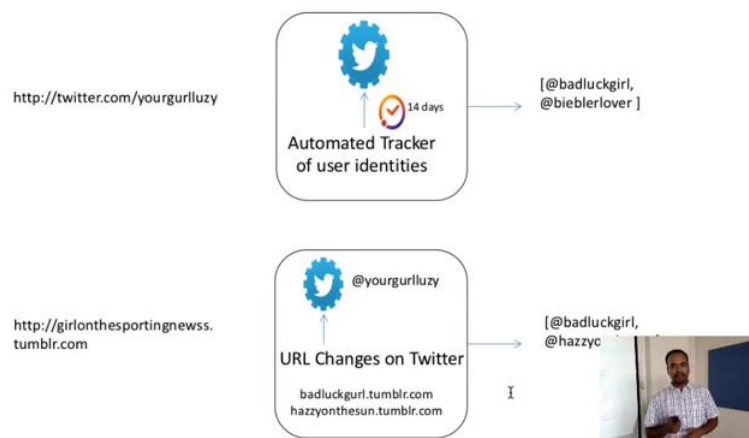 http://twitter.com/yourgurlluzy
14 days
Automated Tracker
of user identities
[@badluckgirl,
@bieblerlover ]
http://girlonthesportingnewss.
tumblr.com
@yourgurlluzy
URL Changes on Twitter
badluckgurl.tumblr.com
hazzyonthesun.tumblr.com
[@badluckgirl,